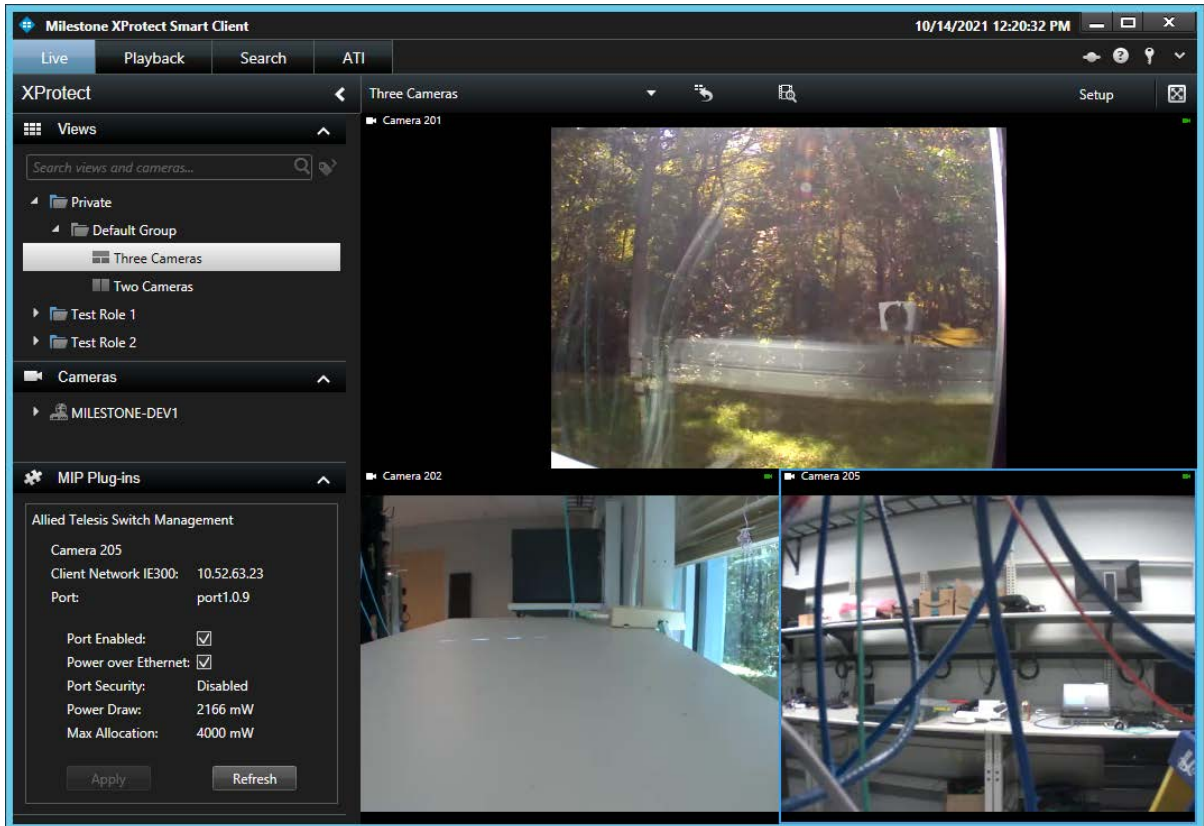 Milestone XProtect Smart Client
10/14/2021 12:20:32 PM
Live Playback Search ATI
XProtect
Three Cameras
Setup
Views
Search views and cameras...
Private
Default Group
Three Cameras
Two Cameras
Test Role 1
Test Role 2
Cameras
MILESTONE-DEV1
MIP Plug-ins
Allied Telesis Switch Management
Camera 205
Client Network IE300: 10.52.63.23
Port: port1.0.9
Port Enabled:
Power over Ethernet:
Port Security: Disabled
Power Draw: 2166 mW
Max Allocation: 4000 mW
Apply Refresh
Camera 201
Camera 202
Camera 205